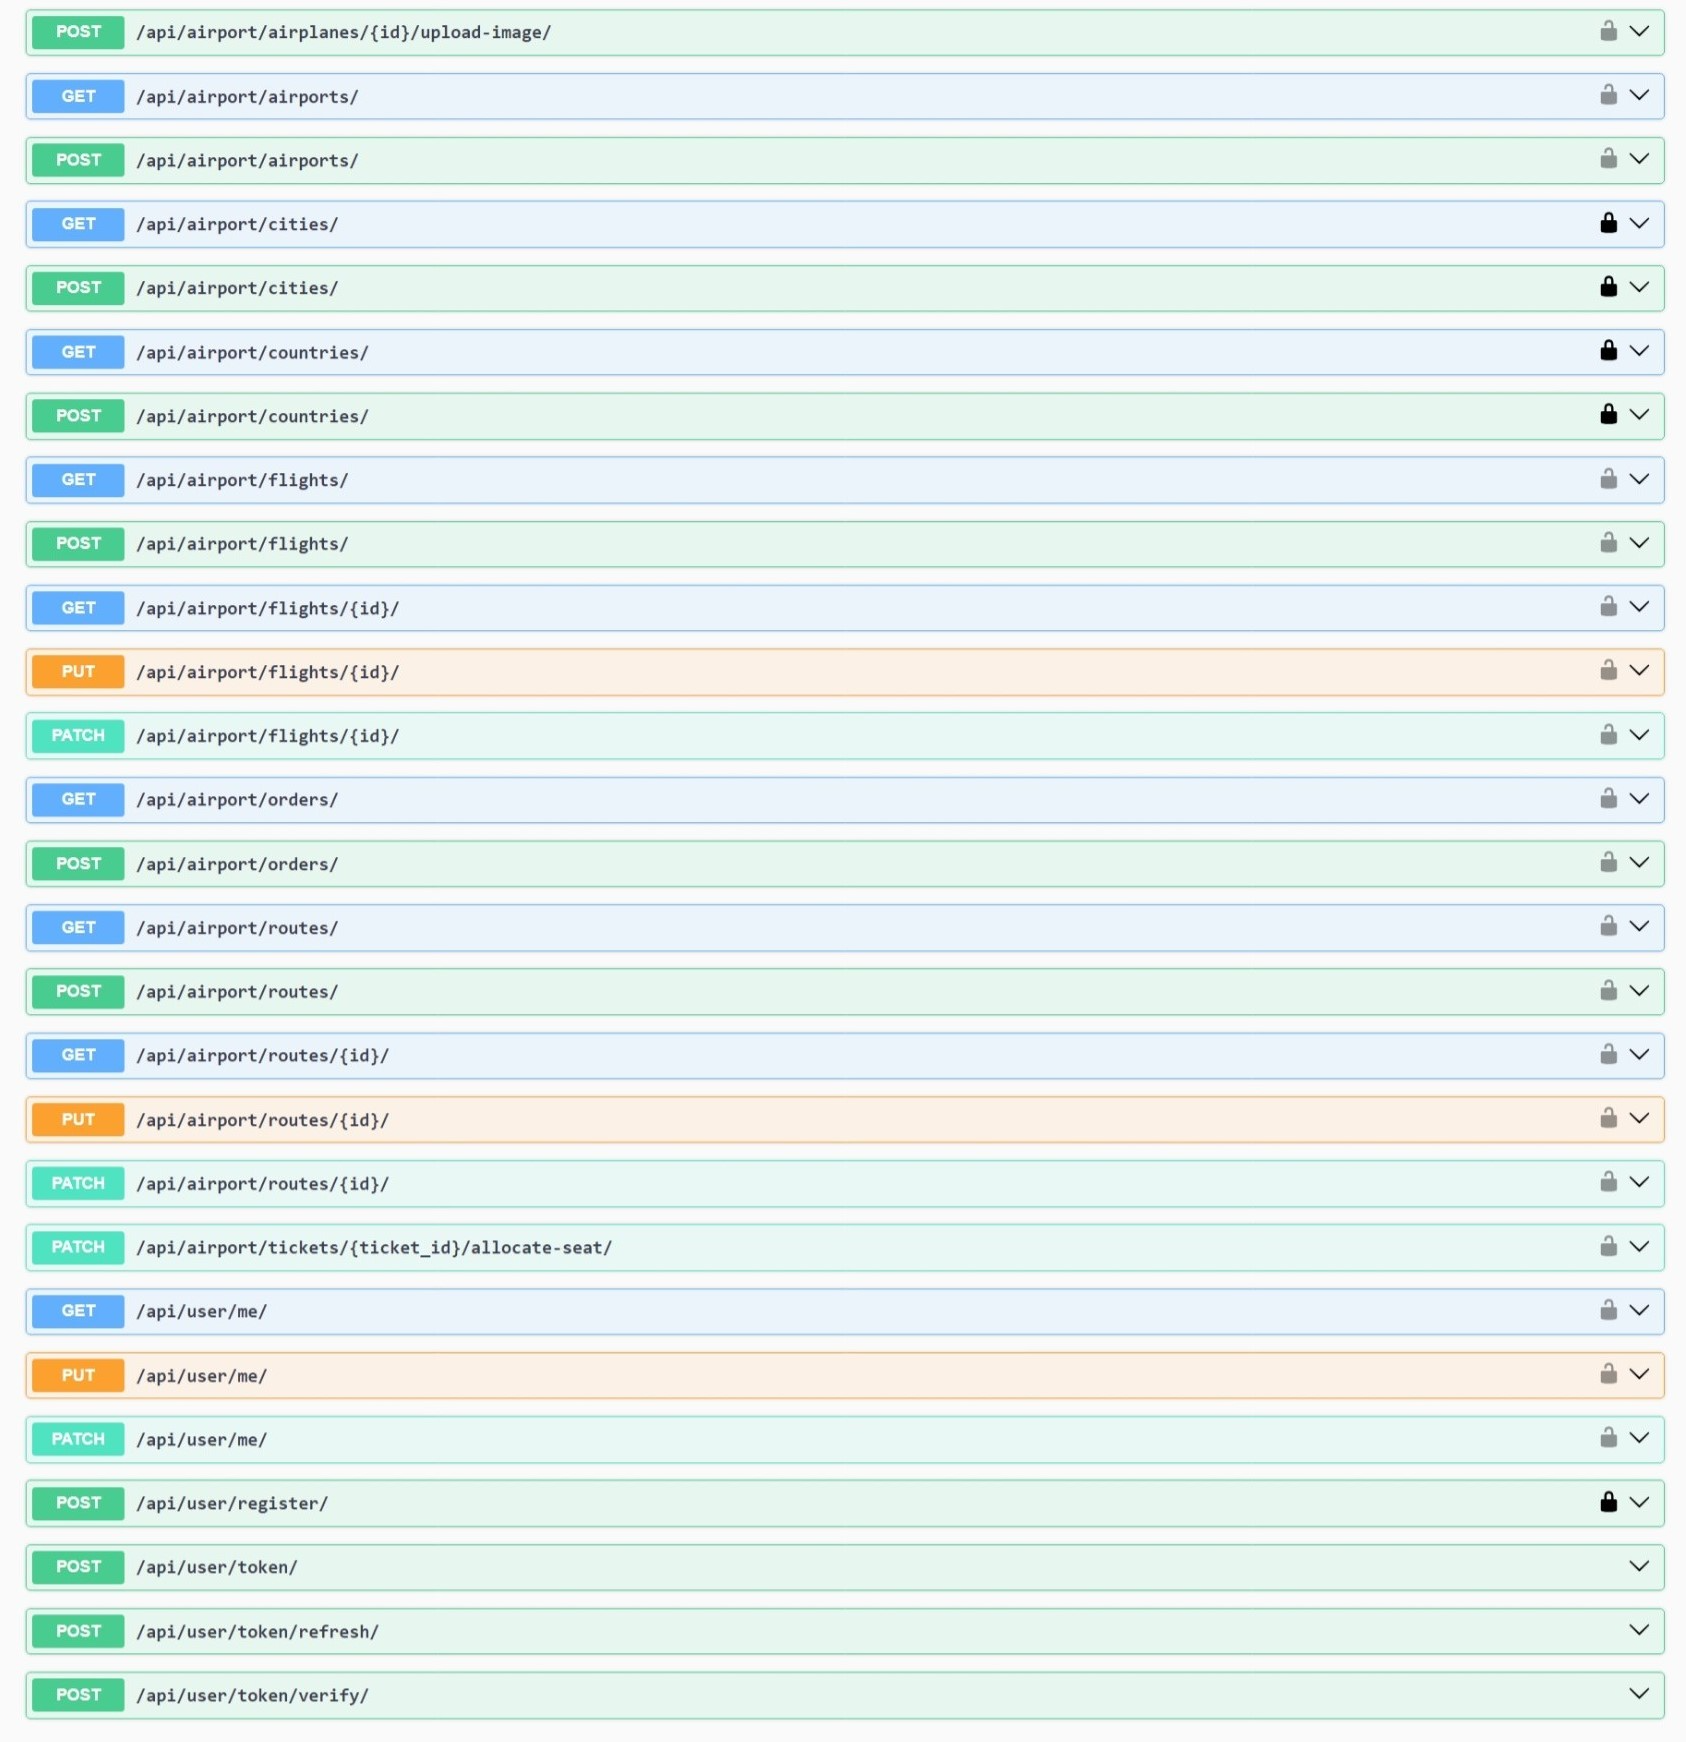 POST /api/airport/airplanes/{id}/upload-image/
GET /api/airport/airports/
POST /api/airport/airports/
GET /api/airport/cities/
POST /api/airport/cities/
GET /api/airport/countries/
POST /api/airport/countries/
GET /api/airport/flights/
POST /api/airport/flights/
GET /api/airport/flights/{id}/
PUT /api/airport/flights/{id}/
PATCH /api/airport/flights/{id}/
GET /api/airport/orders/
POST /api/airport/orders/
GET /api/airport/routes/
POST /api/airport/routes/
GET /api/airport/routes/{id}/
PUT /api/airport/routes/{id}/
PATCH /api/airport/routes/{id}/
PATCH /api/airport/tickets/{ticket_id}/allocate-seat/
GET /api/user/me/
PUT /api/user/me/
PATCH /api/user/me/
POST /api/user/register/
POST /api/user/token/
POST /api/user/token/refresh/
POST /api/user/token/verify/